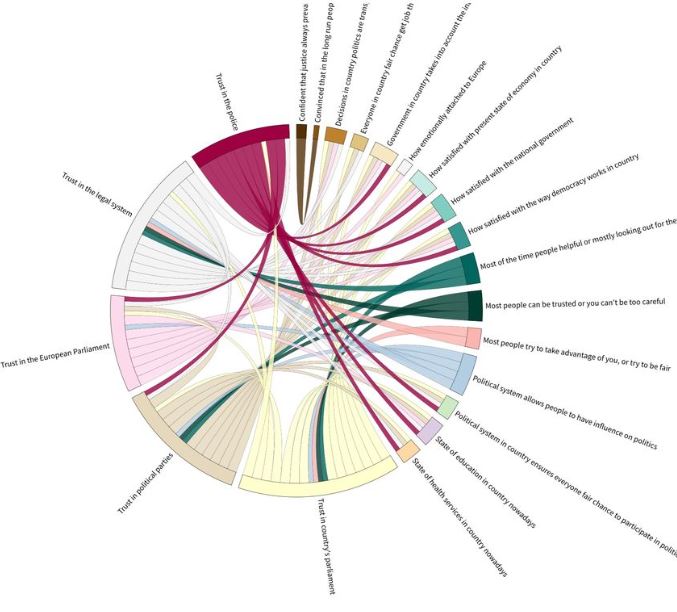 Trust in the police
Confident that justice always preva
Convinced that in the long run peop
Decisions in country politics are trans
Everyone in country fair chance get job th
Government in country takes into account the in
How emotionally attached to Europe
How satisfied with present state of economy in country
How satisfied with the national government
How satisfied with the way democracy works in country
Most of the time people helpful or mostly looking out for the
Most people can be trusted or you can't be too careful
Most people try to take advantage of you, or try to be fair
Political system allows people to have influence on politics
Political system in country ensures everyone fair chance to participate in politi
State of education in country nowadays
State of health services in country nowadays
Trust in country's parliament
Trust in political parties
Trust in the European Parliament
Trust in the legal system